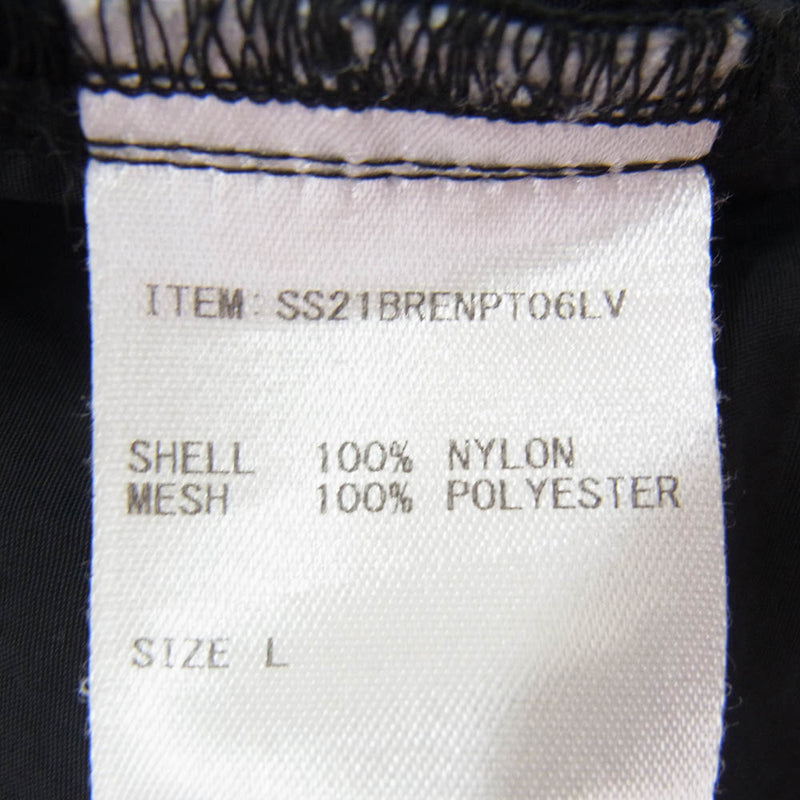 ITEM: SS21BRENPT06LV
SHELL 100% NYLON
MESH 100% POLYESTER
SIZE L